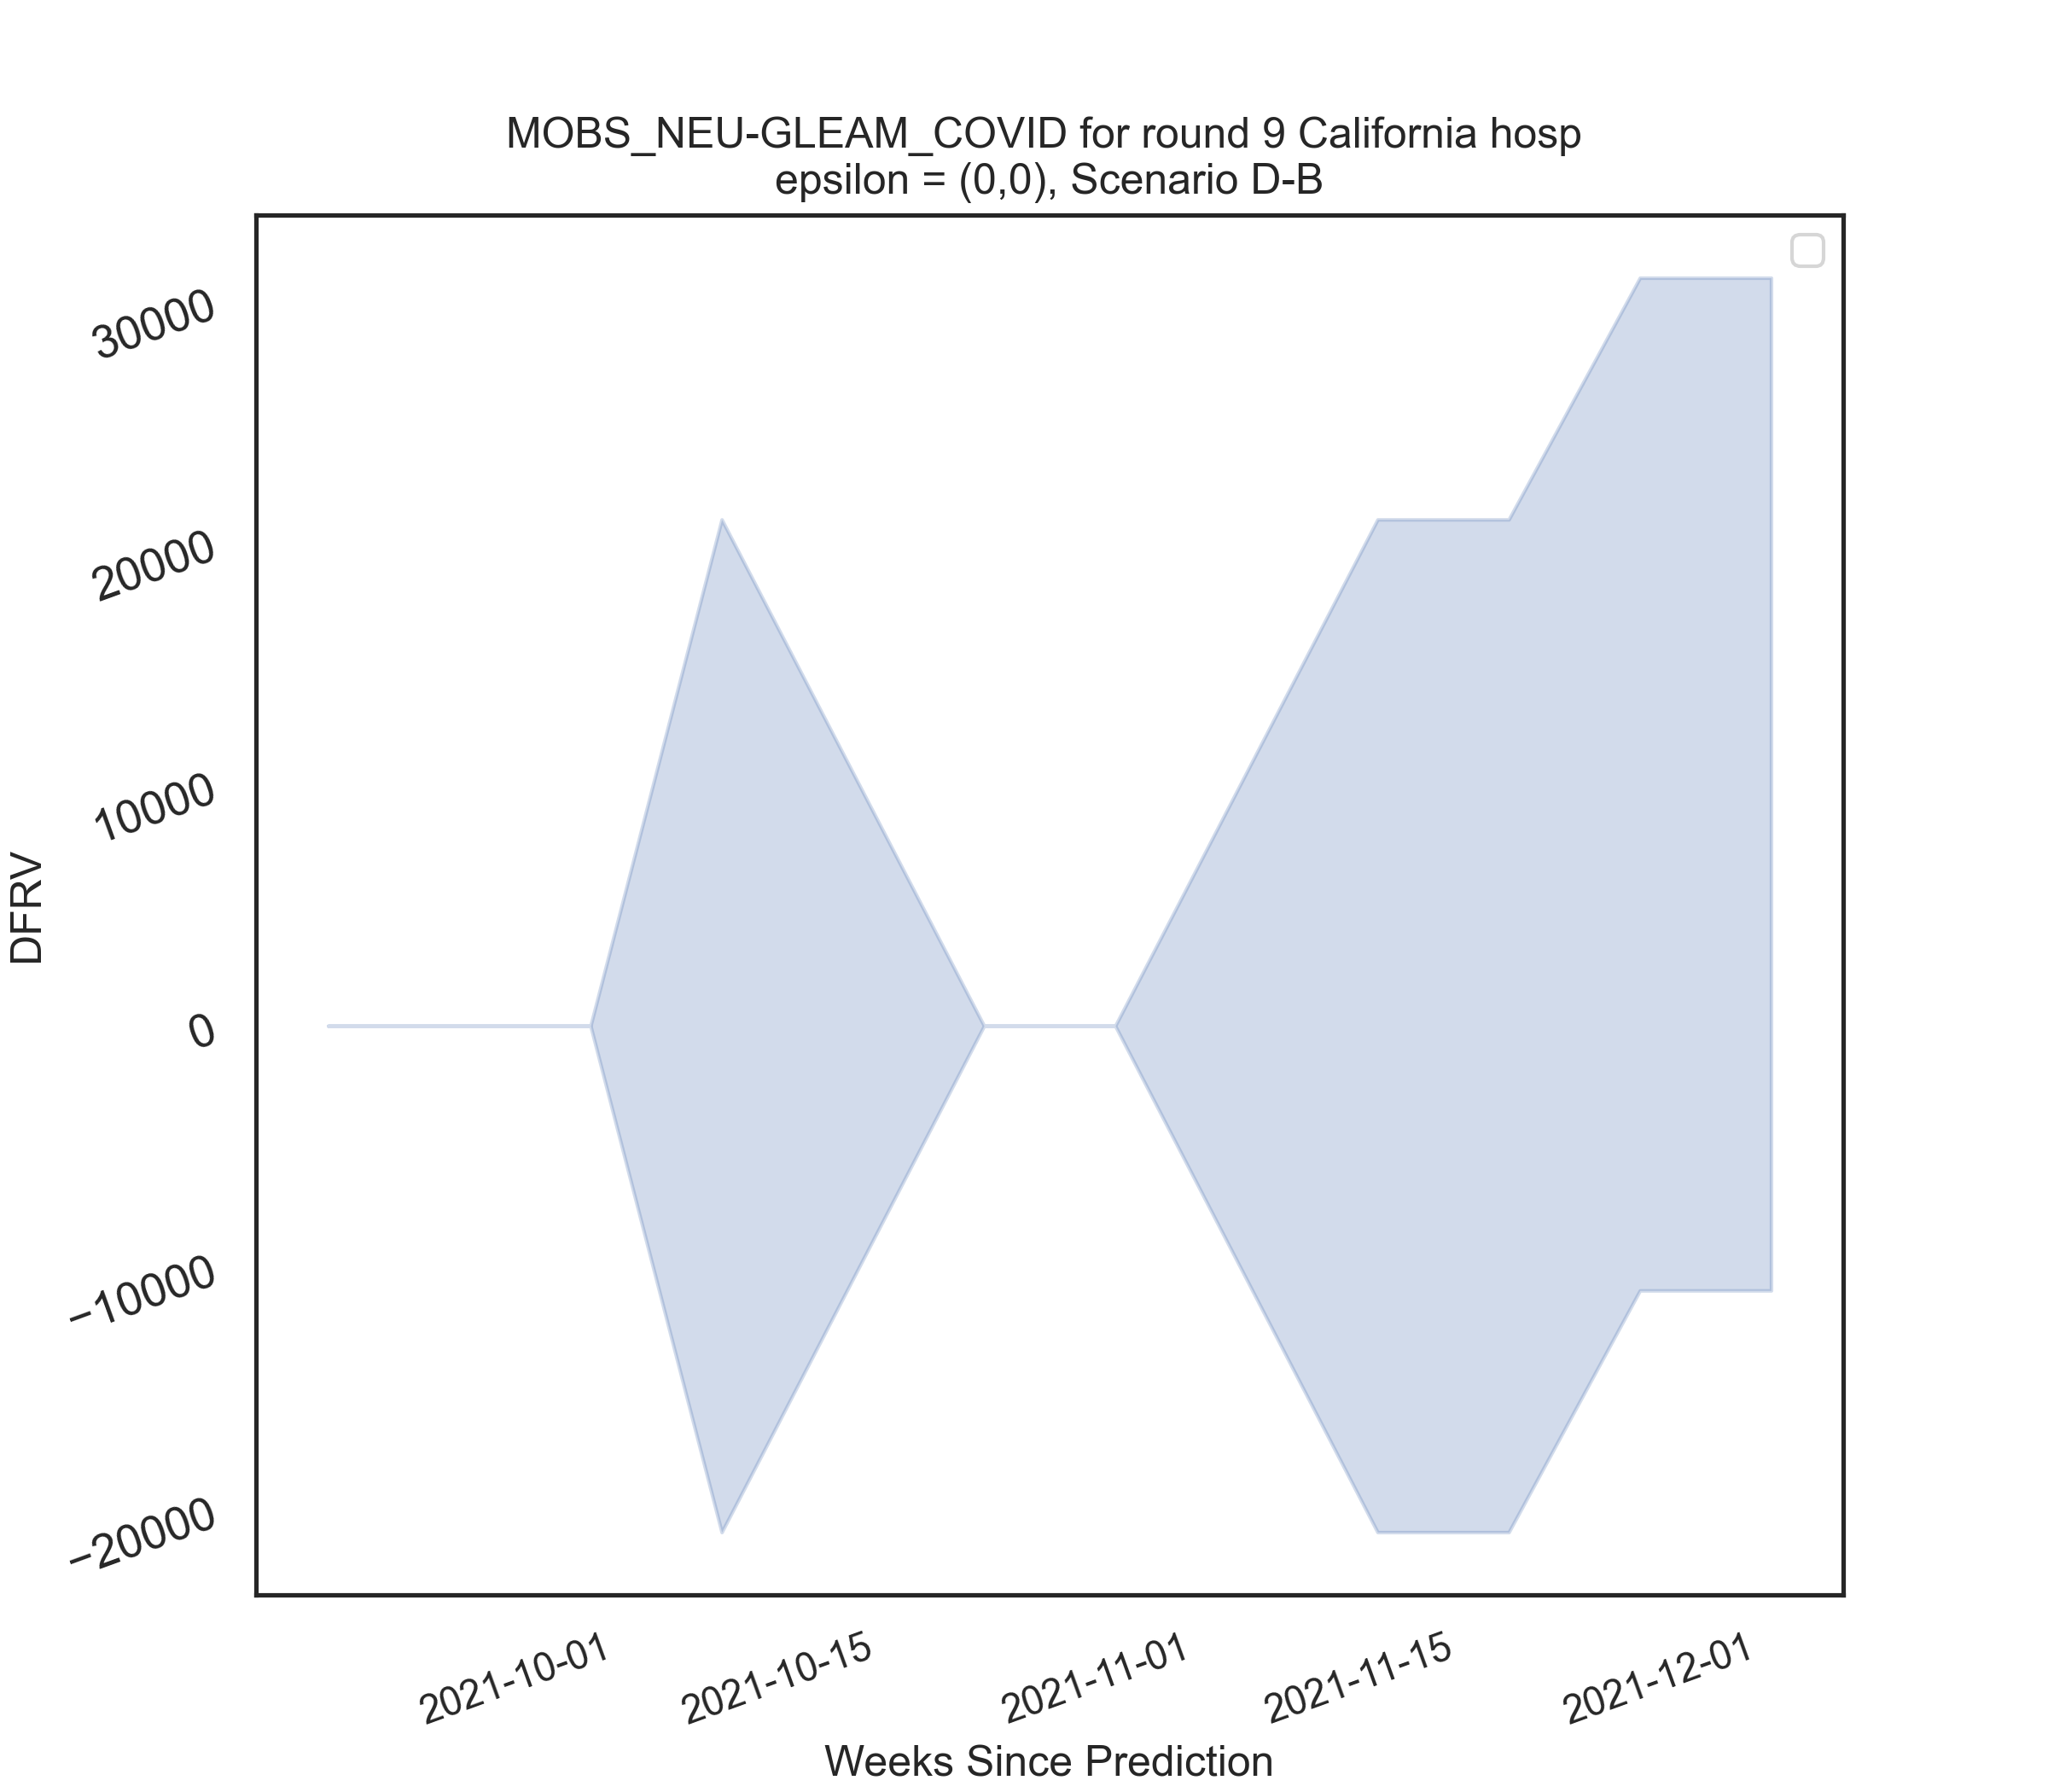 MOBS_NEU-GLEAM_COVID for round 9 California hosp
epsilon = (0,0), Scenario D-B
30000
20000
10000
0
−10000
−20000
DFRV
2021-10-01
2021-10-15
2021-11-01
2021-11-15
2021-12-01
Weeks Since Prediction